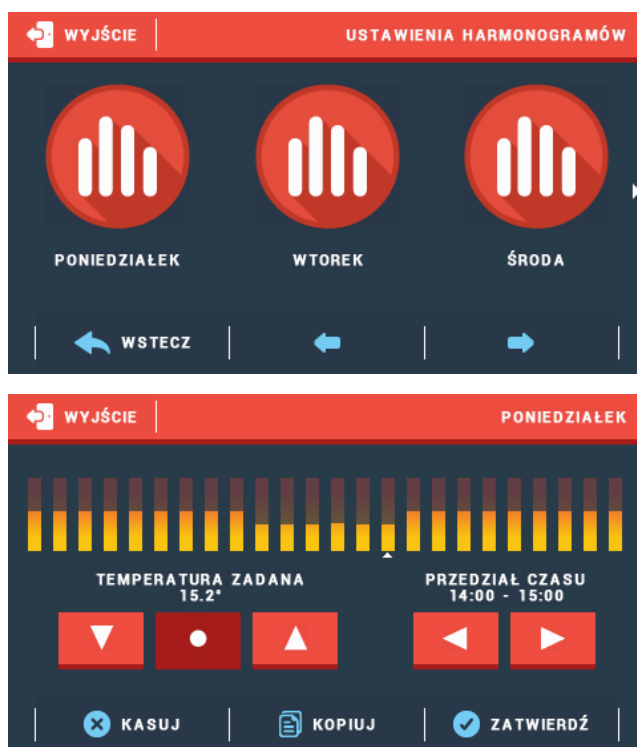 WYJŚCIE
USTAWIENIA HARMONOGRAMÓW
PONIEDZIAŁEK
WTOREK
ŚRODA
WSTECZ
WYJŚCIE
PONIEDZIAŁEK
TEMPERATURA ZADANA
15.2°
PRZEDZIAŁ CZASU
14:00 - 15:00
KASUJ
KOPIUJ
ZATWIERDŹ